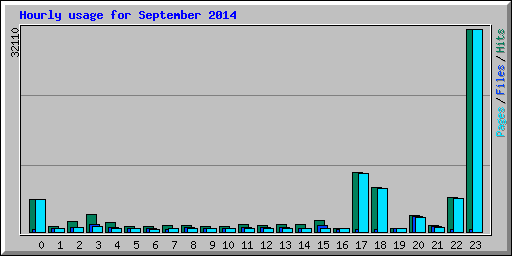 Hourly usage for September 2014
32110
Pages/Files/Hits
0 1 2 3 4 5 6 7 8 9 10 11 12 13 14 15 16 17 18 19 20 21 22 23